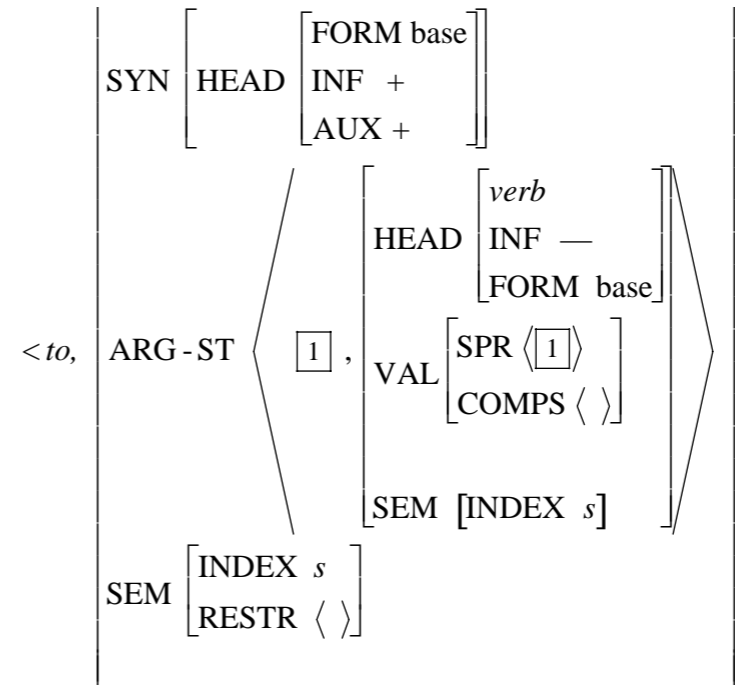 SYN [HEAD [FORM base
INF +
AUX +]]
<to, ARG-ST ⟨ 1 , [HEAD [verb
INF —
FORM base]
VAL [SPR ⟨ 1 ⟩
COMPS ⟨ ⟩]
SEM [INDEX s]] ⟩
SEM [INDEX s
RESTR ⟨ ⟩]